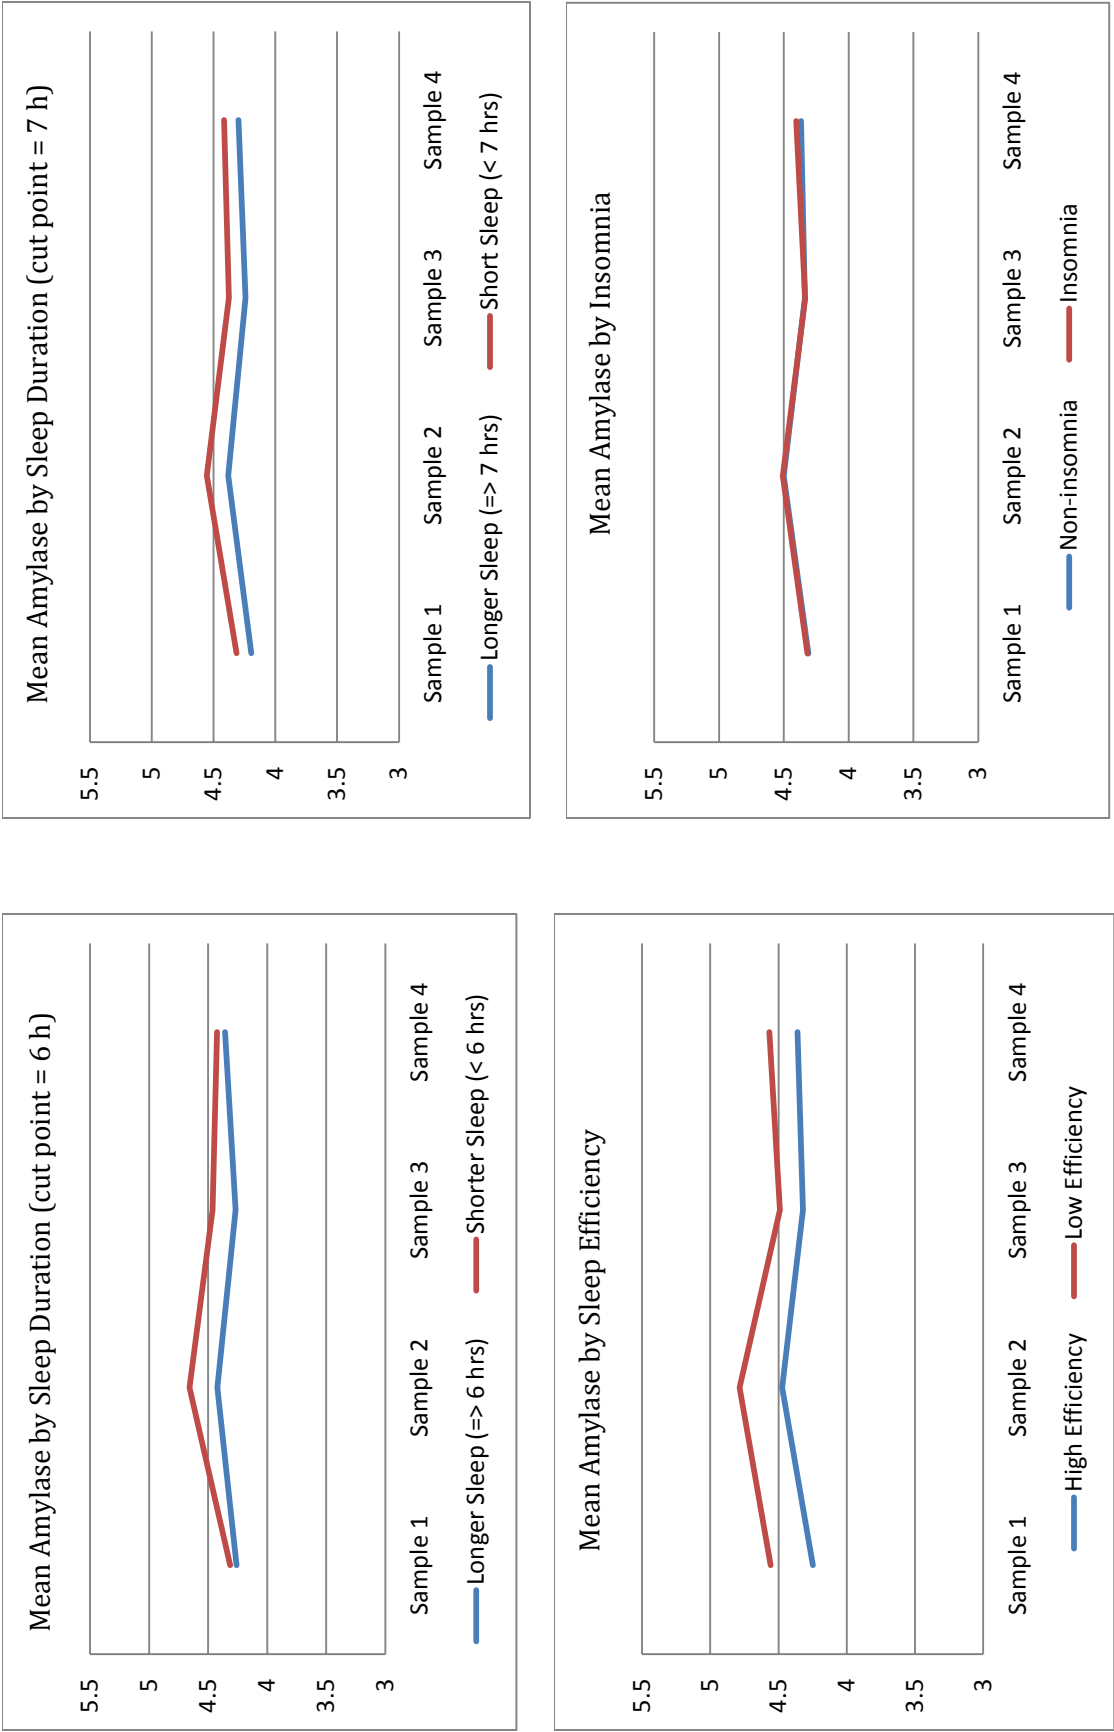 Mean Amylase by Sleep Duration (cut point = 6 h)
5.5
5
4.5
4
3.5
3
Sample 1 Sample 2 Sample 3 Sample 4
Longer Sleep (=> 6 hrs) Shorter Sleep (< 6 hrs)
Mean Amylase by Sleep Duration (cut point = 7 h)
5.5
5
4.5
4
3.5
3
Sample 1 Sample 2 Sample 3 Sample 4
Longer Sleep (=> 7 hrs) Short Sleep (< 7 hrs)
Mean Amylase by Sleep Efficiency
5.5
5
4.5
4
3.5
3
Sample 1 Sample 2 Sample 3 Sample 4
High Efficiency Low Efficiency
Mean Amylase by Insomnia
5.5
5
4.5
4
3.5
3
Sample 1 Sample 2 Sample 3 Sample 4
Non-insomnia Insomnia